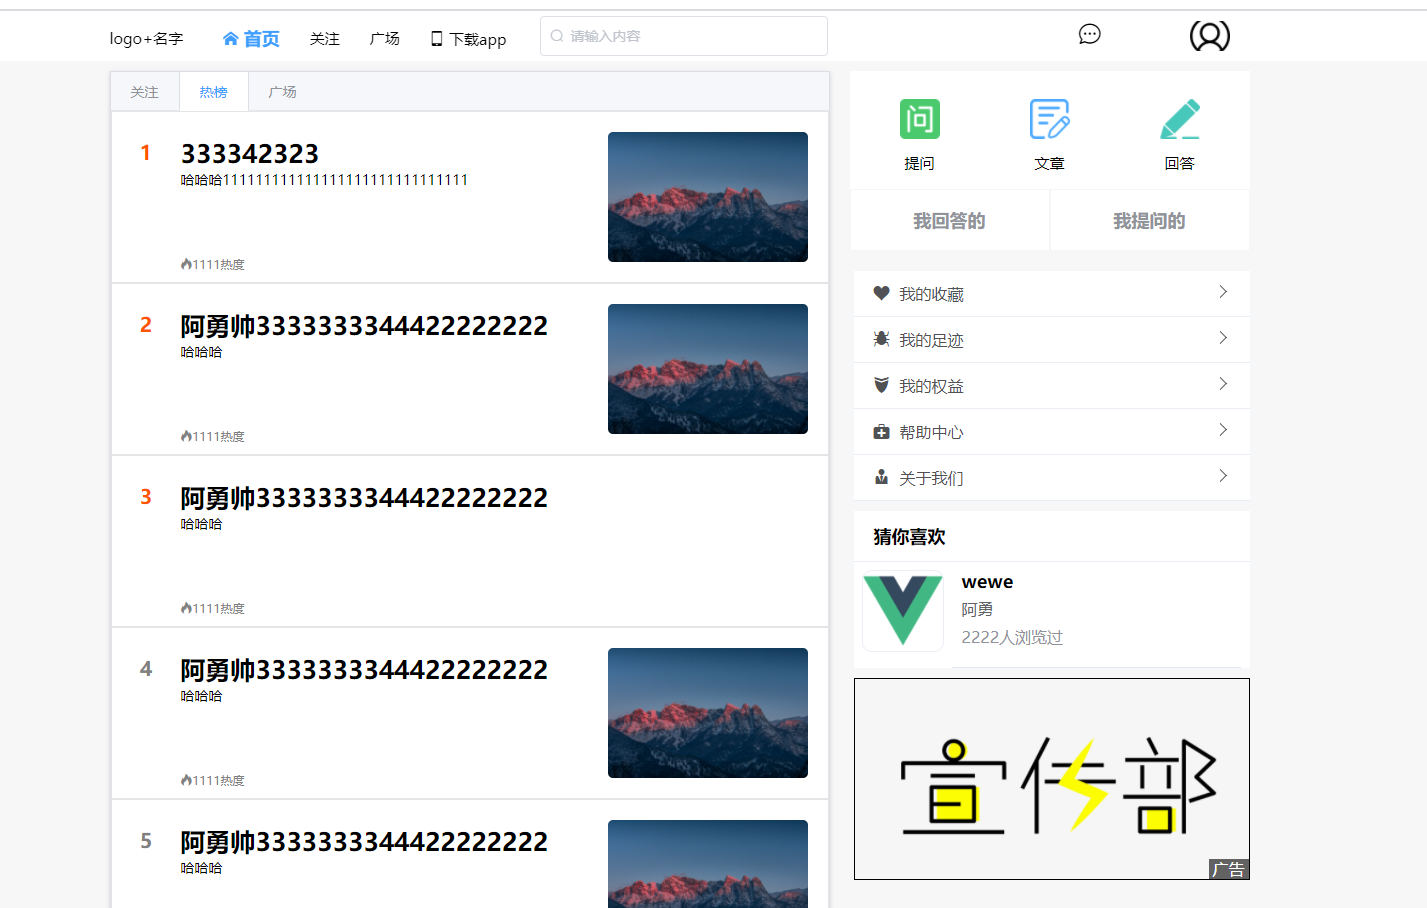 logo+名字 首页 关注 广场 下载app 请输入内容
关注 热榜 广场
1 333342323
哈哈哈111111111111111111111111111111
1111热度
2 阿勇帅3333333344422222222
哈哈哈
1111热度
3 阿勇帅3333333344422222222
哈哈哈
1111热度
4 阿勇帅3333333344422222222
哈哈哈
1111热度
5 阿勇帅3333333344422222222
哈哈哈
问
提问 文章 回答
我回答的 我提问的
我的收藏
我的足迹
我的权益
帮助中心
关于我们
猜你喜欢
wewe
阿勇
2222人浏览过
宣传部
广告